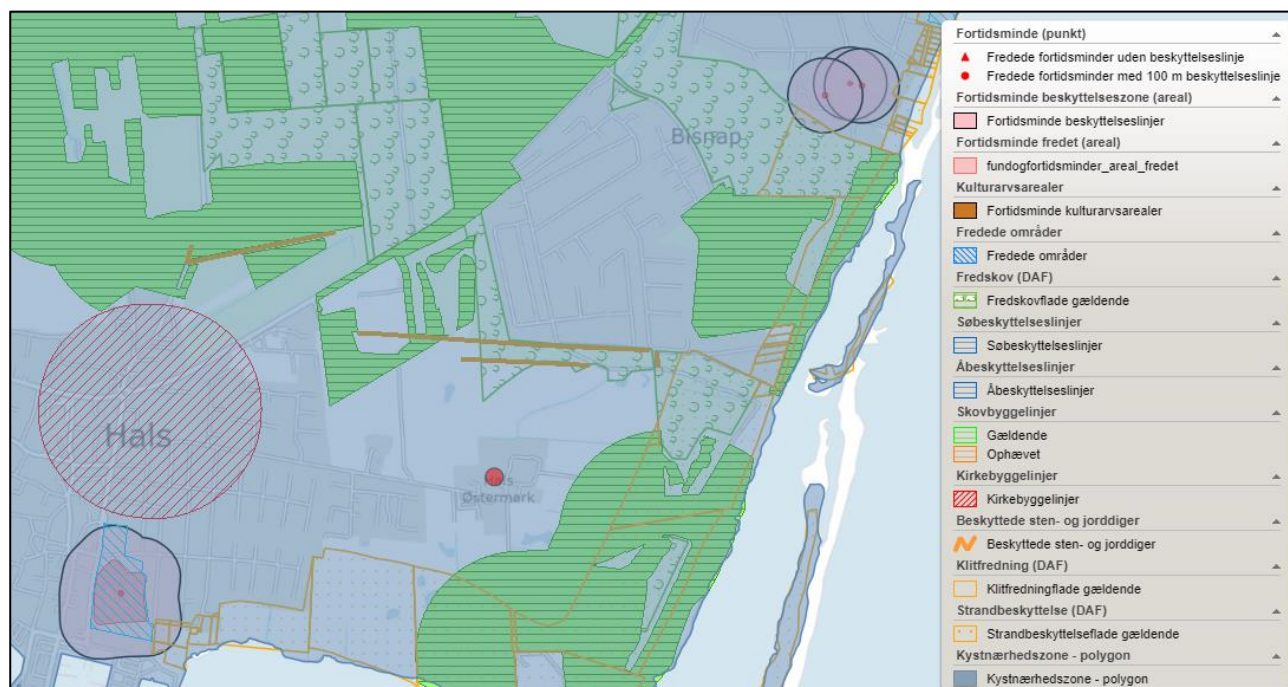 Bisnap
Hals
Hals
Østermark
Fortidsminde (punkt)
Fredede fortidsminder uden beskyttelseslinje
Fredede fortidsminder med 100 m beskyttelseslinje
Fortidsminde beskyttelseszone (areal)
Fortidsminde beskyttelseslinjer
Fortidsminde fredet (areal)
fundogfortidsminder_areal_fredet
Kulturarvsarealer
Fortidsminde kulturarvsarealer
Fredede områder
Fredede områder
Fredskov (DAF)
Fredskovflade gældende
Søbeskyttelseslinjer
Søbeskyttelseslinjer
Åbeskyttelseslinjer
Åbeskyttelseslinjer
Skovbyggelinjer
Gældende
Ophævet
Kirkebyggelinjer
Kirkebyggelinjer
Beskyttede sten- og jorddiger
Beskyttede sten- og jorddiger
Klitfredning (DAF)
Klitfredningflade gældende
Strandbeskyttelse (DAF)
Strandbeskyttelseflade gældende
Kystnærhedszone - polygon
Kystnærhedszone - polygon